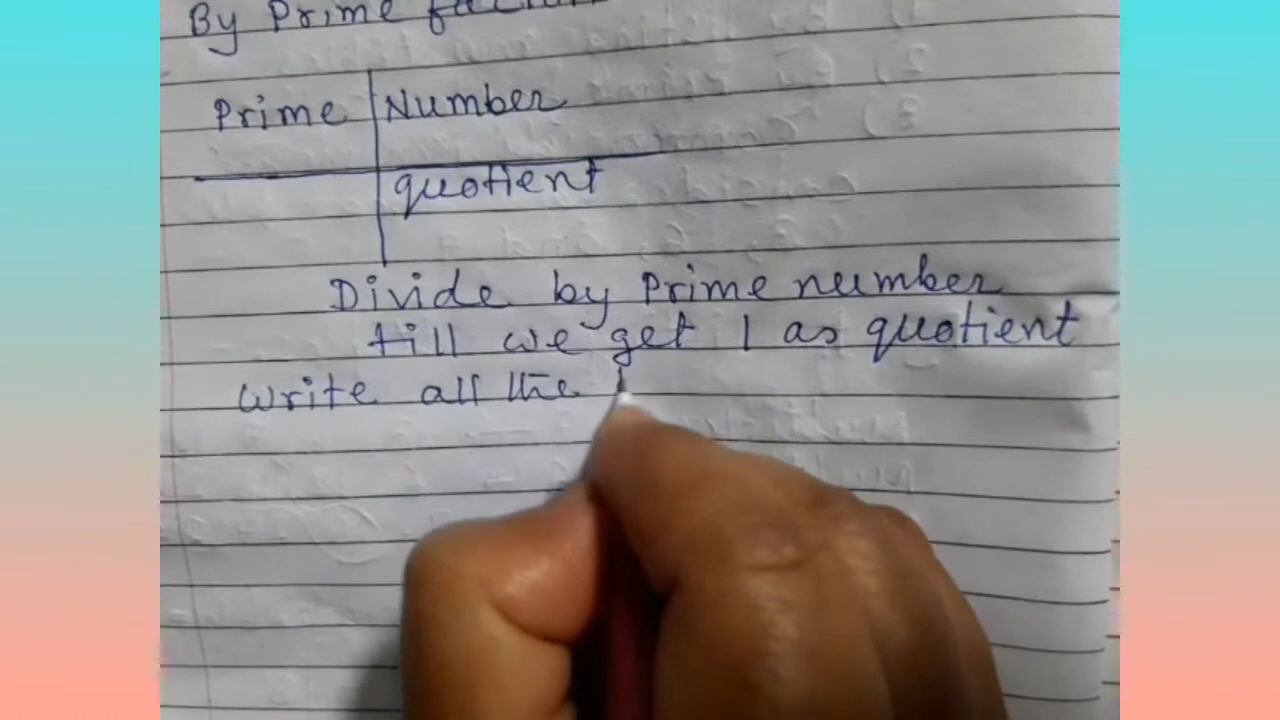 By Prime
Prime Number
quotient
Divide by Prime number
till we get 1 as quotient
Write all the